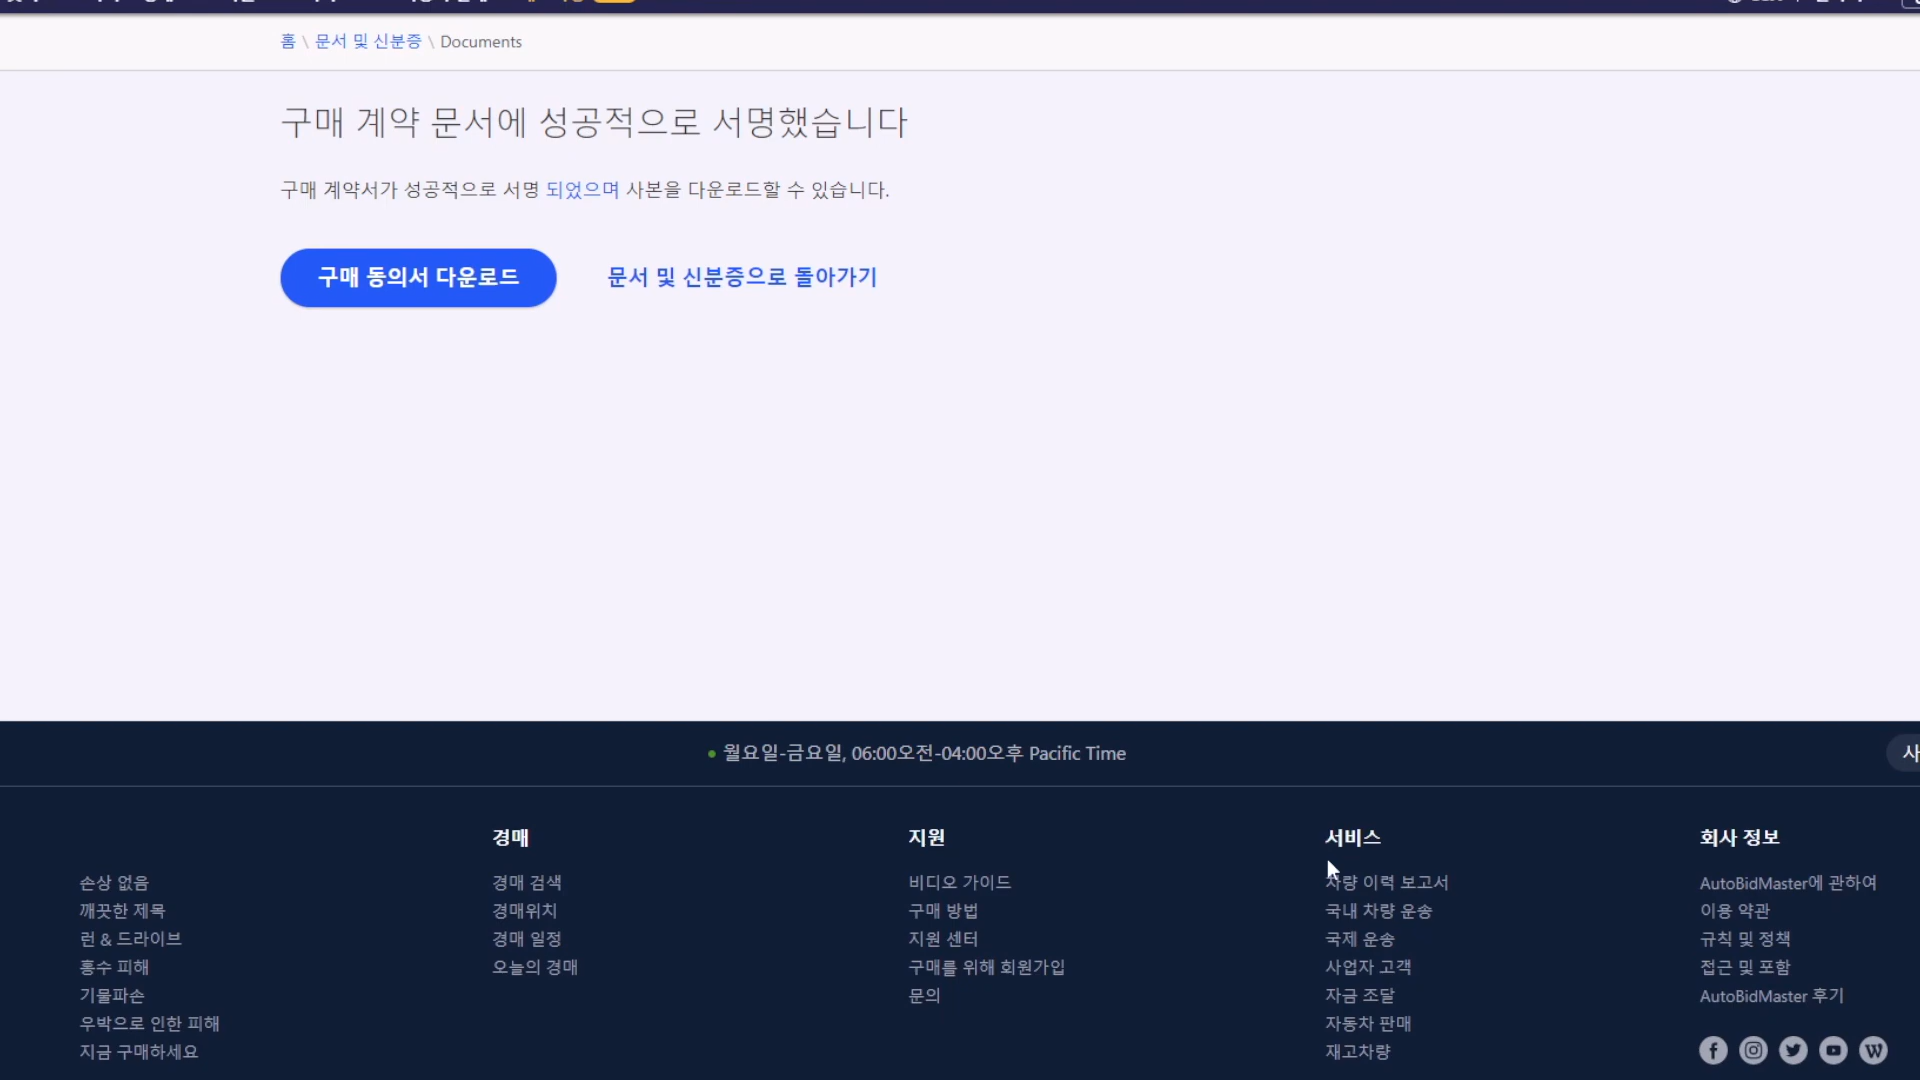 홈 \ 문서 및 신분증 \ Documents
구매 계약 문서에 성공적으로 서명했습니다
구매 계약서가 성공적으로 서명 되었으며 사본을 다운로드할 수 있습니다.
구매 동의서 다운로드
문서 및 신분증으로 돌아가기
월요일-금요일, 06:00오전-04:00오후 Pacific Time
사
손상 없음
깨끗한 제목
런 & 드라이브
홍수 피해
기물파손
우박으로 인한 피해
지금 구매하세요
경매
경매 검색
경매위치
경매 일정
오늘의 경매
지원
비디오 가이드
구매 방법
지원 센터
구매를 위해 회원가입
문의
서비스
차량 이력 보고서
국내 차량 운송
국제 운송
사업자 고객
자금 조달
자동차 판매
재고차량
회사 정보
AutoBidMaster에 관하여
이용 약관
규칙 및 정책
접근 및 포함
AutoBidMaster 후기